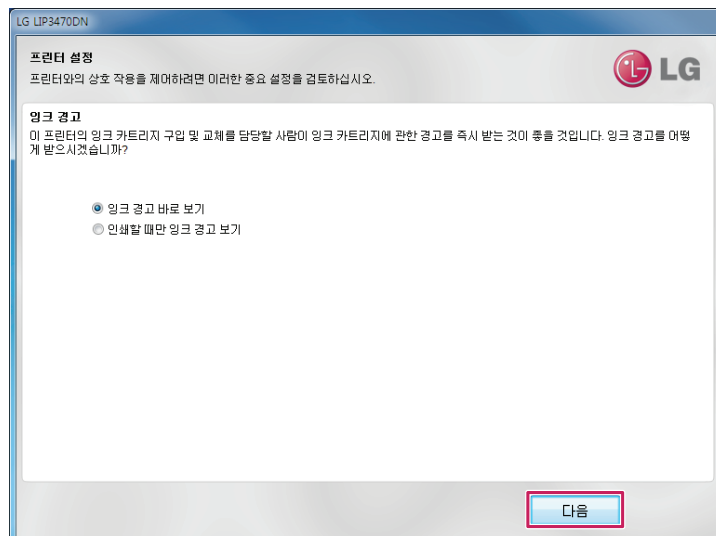 LG LIP3470DN
프린터 설정
프린터와의 상호 작용을 제어하려면 이러한 중요 설정을 검토하십시오.
LG
잉크 경고
이 프린터의 잉크 카트리지 구입 및 교체를 담당할 사람이 잉크 카트리지에 관한 경고를 즉시 받는 것이 좋을 것입니다. 잉크 경고를 어떻
게 받으시겠습니까?
잉크 경고 바로 보기
인쇄할 때만 잉크 경고 보기
다음